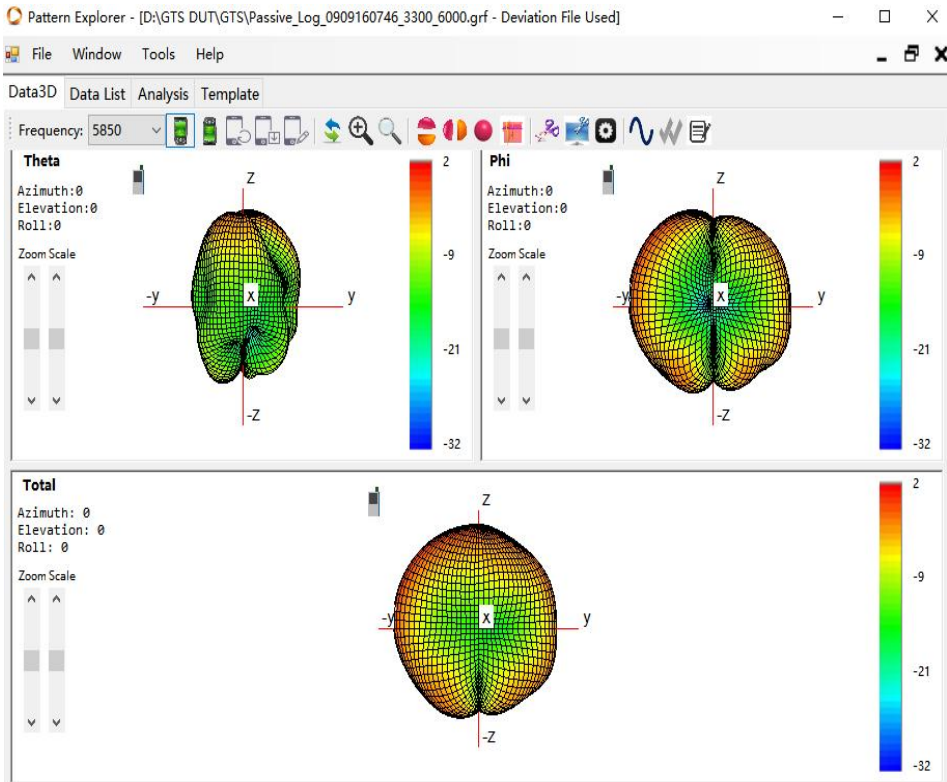 Pattern Explorer - [D:\GTS DUT\GTS\Passive_Log_0909160746_3300_6000.grf - Deviation File Used]
File Window Tools Help
Data3D Data List Analysis Template
Frequency: 5850
Theta
Azimuth:0
Elevation:0
Roll:0
Zoom Scale
Z
-y
X
y
-Z
2
-9
-21
-32
Phi
Azimuth:0
Elevation:0
Roll:0
Zoom Scale
Z
-y
X
y
-Z
2
-9
-21
-32
Total
Azimuth: 0
Elevation: 0
Roll: 0
Zoom Scale
Z
-y
X
y
-Z
2
-9
-21
-32